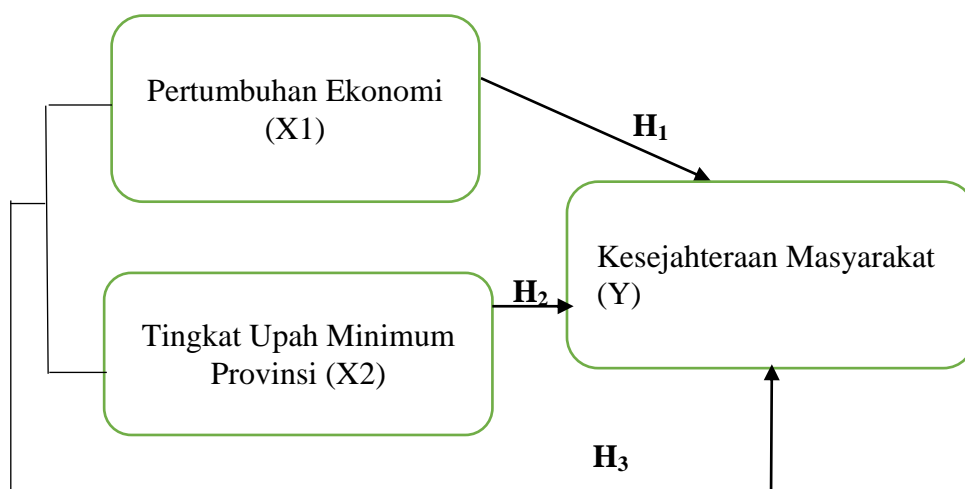 Pertumbuhan Ekonomi
(X1)
H₁
Kesejahteraan Masyarakat
(Y)
H₂
Tingkat Upah Minimum
Provinsi (X2)
H₃